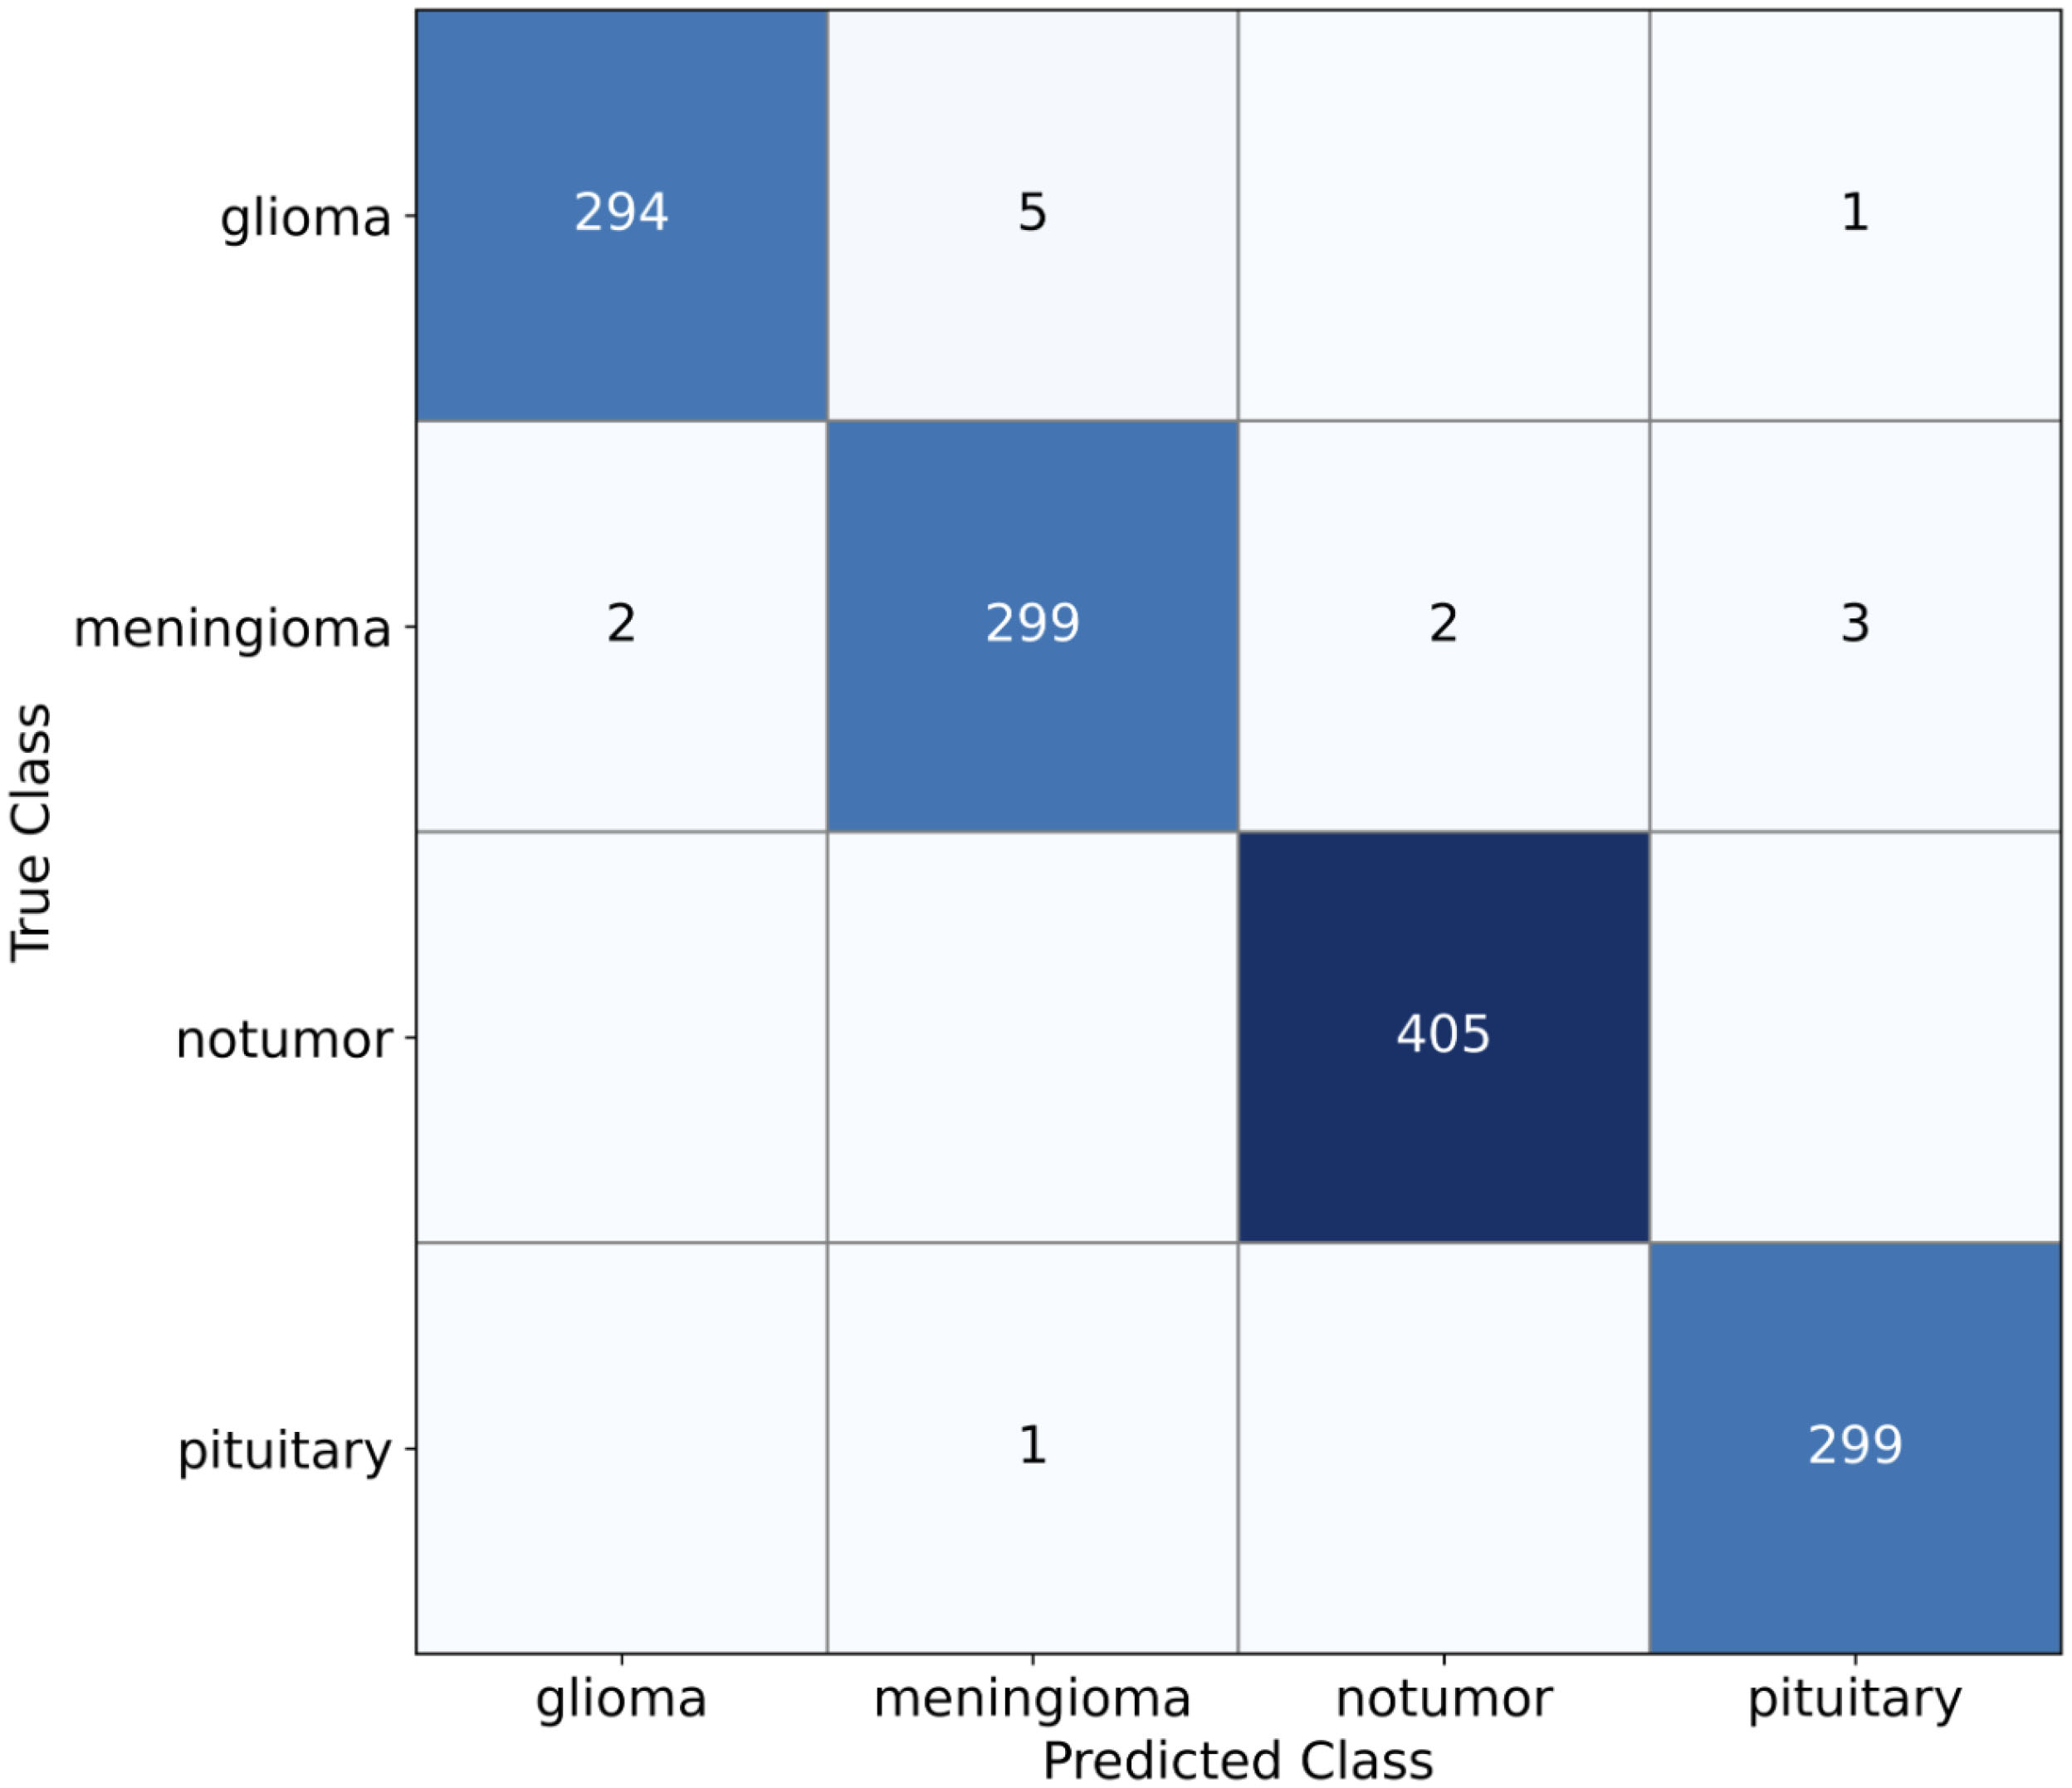 glioma 294 5 1
meningioma 2 299 2 3
notumor 405
pituitary 1 299
glioma meningioma notumor pituitary
Predicted Class
True Class